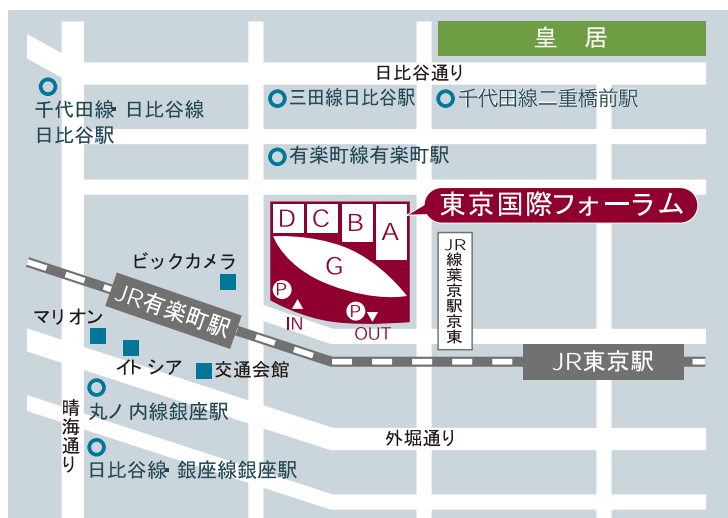 皇 居
日比谷通り
千代田線・日比谷線
日比谷駅
三田線日比谷駅
千代田線二重橋前駅
有楽町線有楽町駅
東京国際フォーラム
D
C
B
A
G
P
P
IN
OUT
JR
線葉京駅京東
ビックカメラ
JR有楽町駅
マリオン
イトシア
交通会館
JR東京駅
丸ノ内線銀座駅
晴海通り
外堀通り
日比谷線・銀座線銀座駅